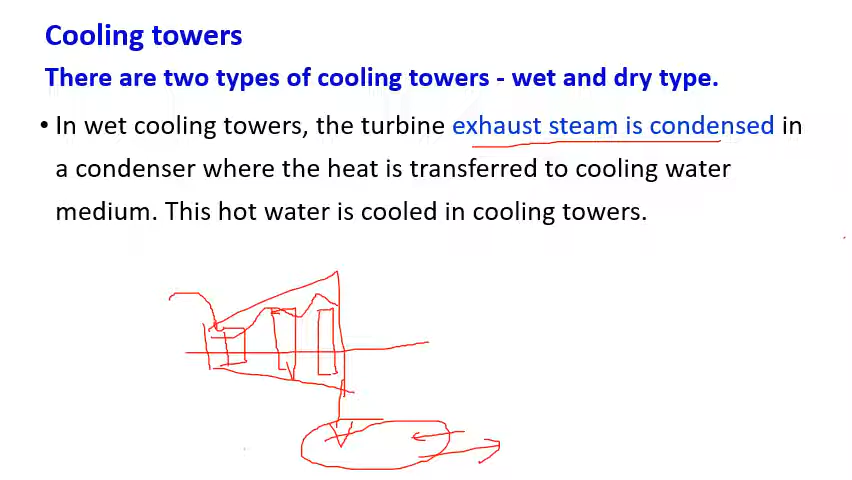 Cooling towers
There are two types of cooling towers - wet and dry type.
• In wet cooling towers, the turbine exhaust steam is condensed in
a condenser where the heat is transferred to cooling water
medium. This hot water is cooled in cooling towers.